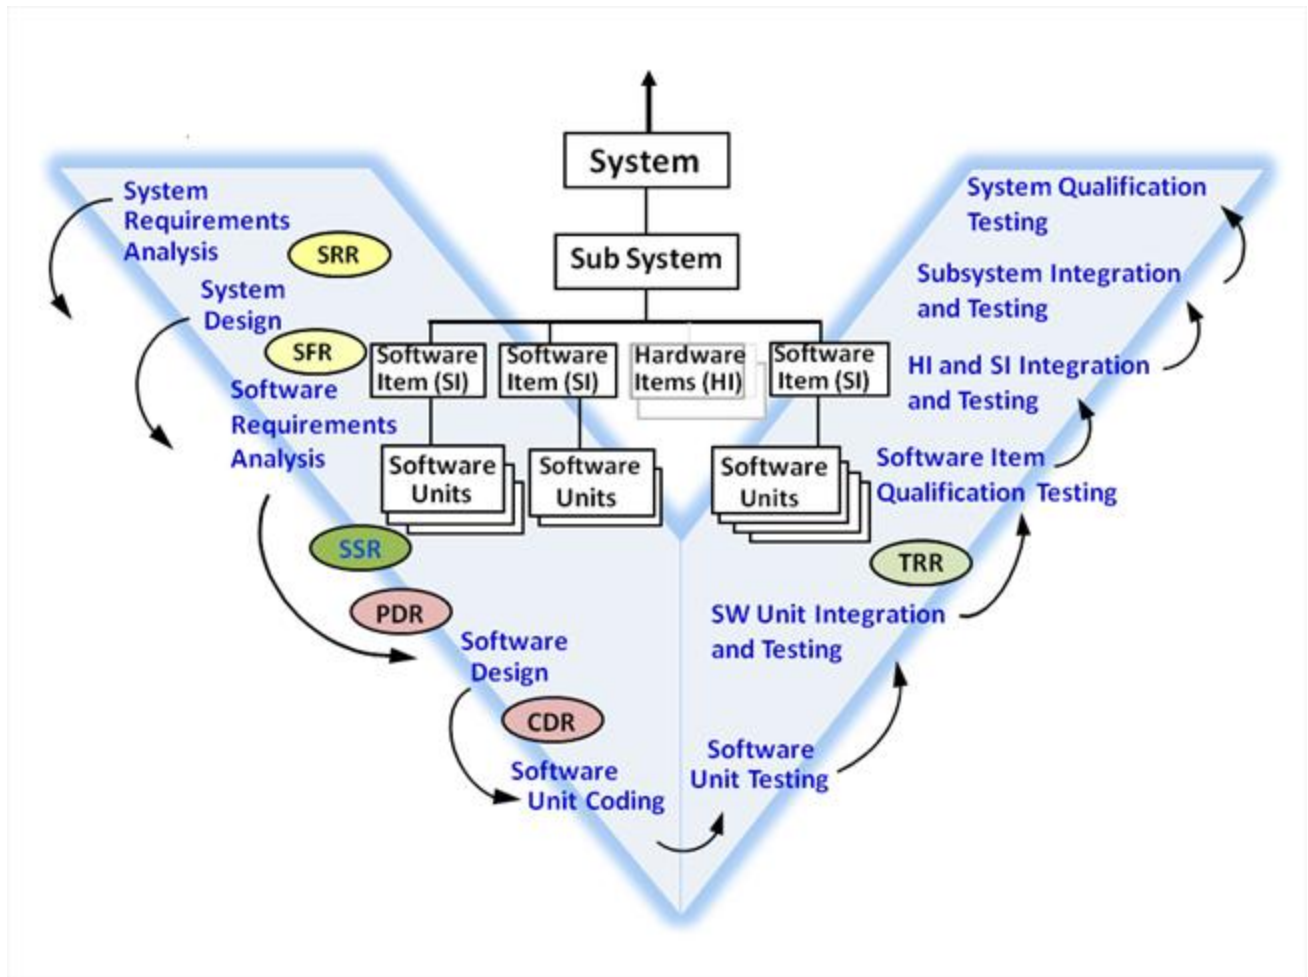 System
Sub System
System
Requirements
Analysis
SRR
System
Design
SFR
Software
Requirements
Analysis
SSR
PDR
Software
Design
CDR
Software
Unit Coding
Software
Item (SI)
Software
Item (SI)
Hardware
Items (HI)
Software
Item (SI)
Software
Units
Software
Units
Software
Units
System Qualification
Testing
Subsystem Integration
and Testing
HI and SI Integration
and Testing
Software Item
Qualification Testing
TRR
SW Unit Integration
and Testing
Software
Unit Testing